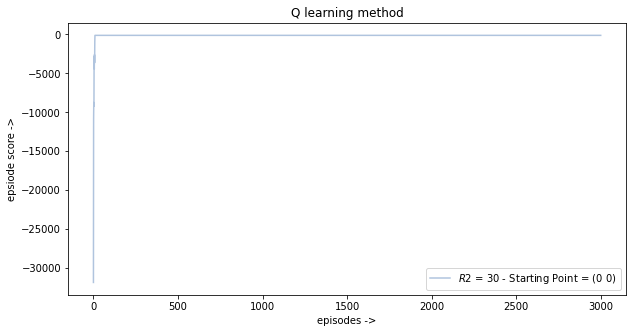 Q learning method
epsiode score ->
0
−5000
−10000
−15000
−20000
−25000
−30000
R2 = 30 - Starting Point = (0 0)
0 500 1000 1500 2000 2500 3000
episodes ->